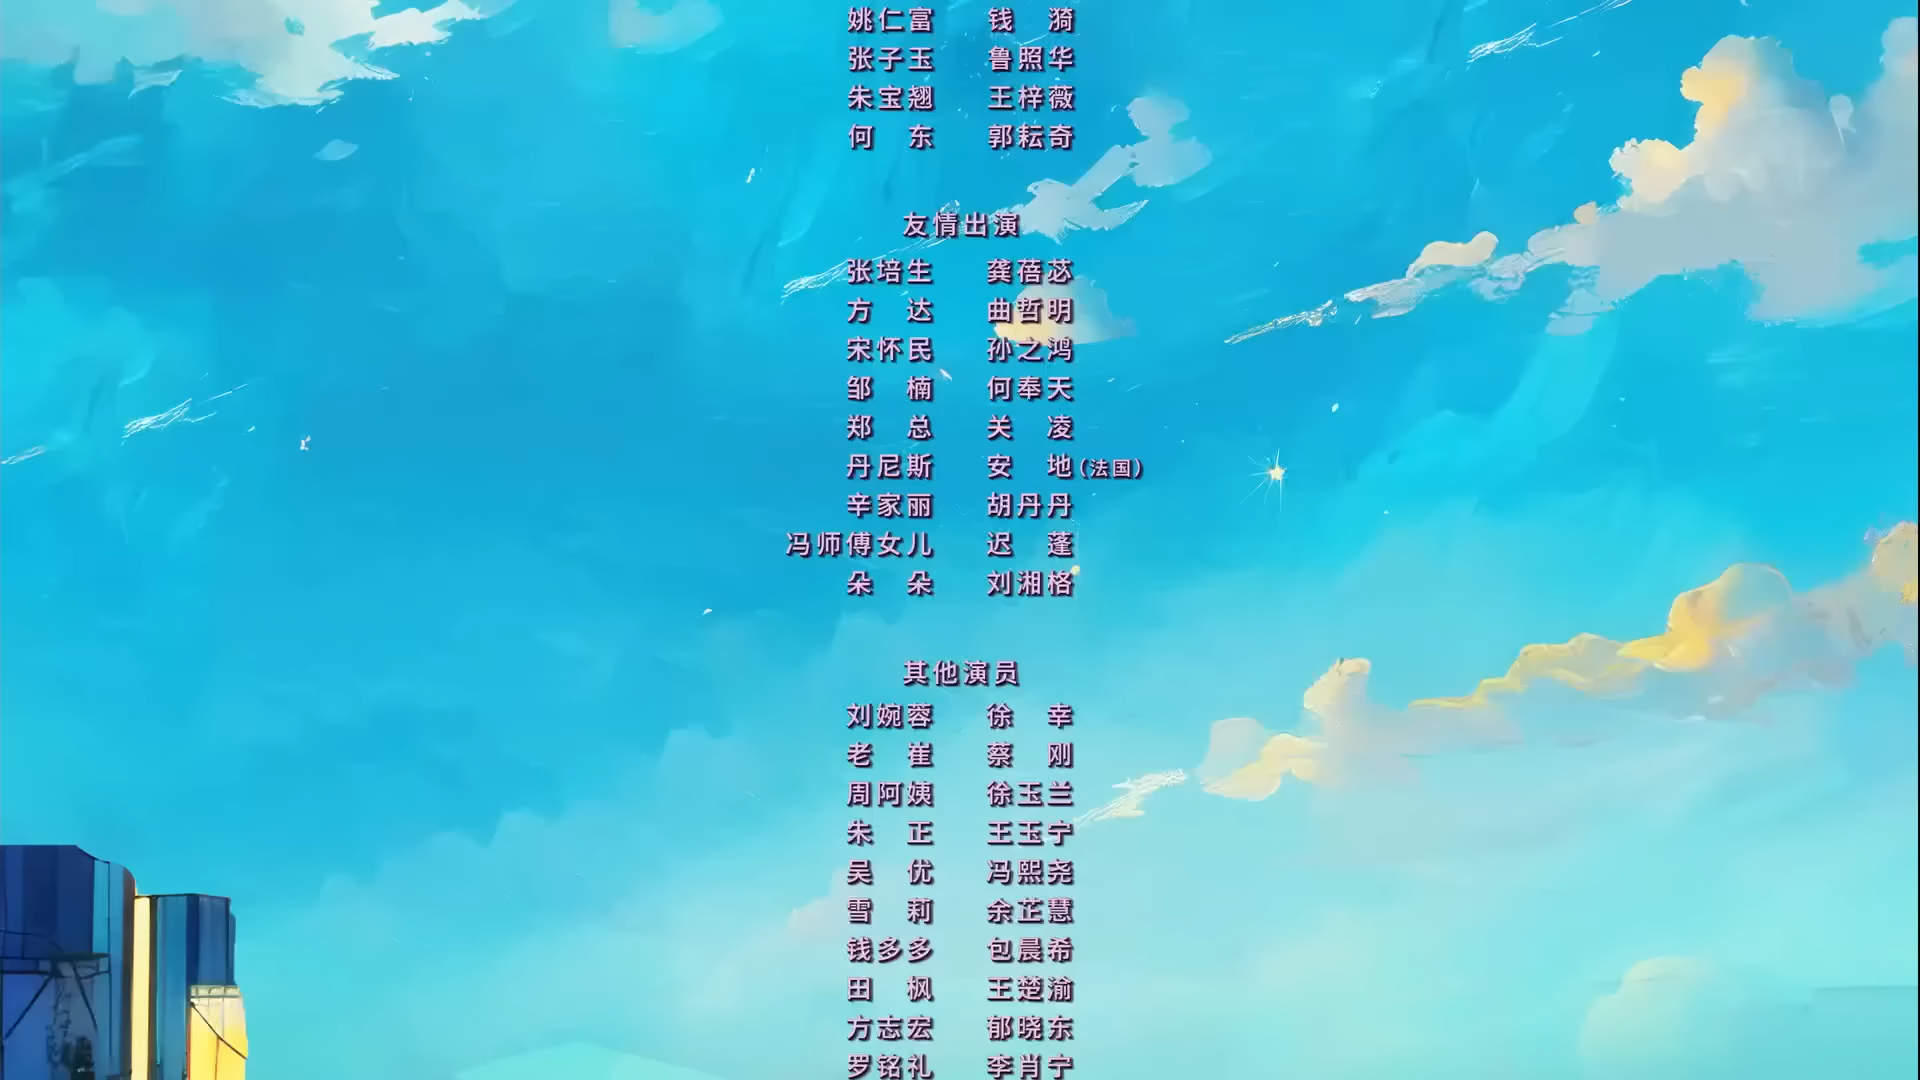 姚仁富 钱漪
张子玉 鲁照华
朱宝翘 王梓薇
何东 郭耘奇
友情出演
张培生 龚蓓苾
方达 曲哲明
宋怀民 孙之鸿
邹楠 何奉天
郑总 关凌
丹尼斯 安地(法国)
辛家丽 胡丹丹
冯师傅女儿 迟蓬
朵朵 刘湘格
其他演员
刘婉蓉 徐幸
老崔 蔡刚
周阿姨 徐玉兰
朱正 王玉宁
吴优 冯熙尧
雪莉 余芷慧
钱多多 包晨希
田枫 王楚渝
方志宏 郁晓东
罗铭礼 李肖宁